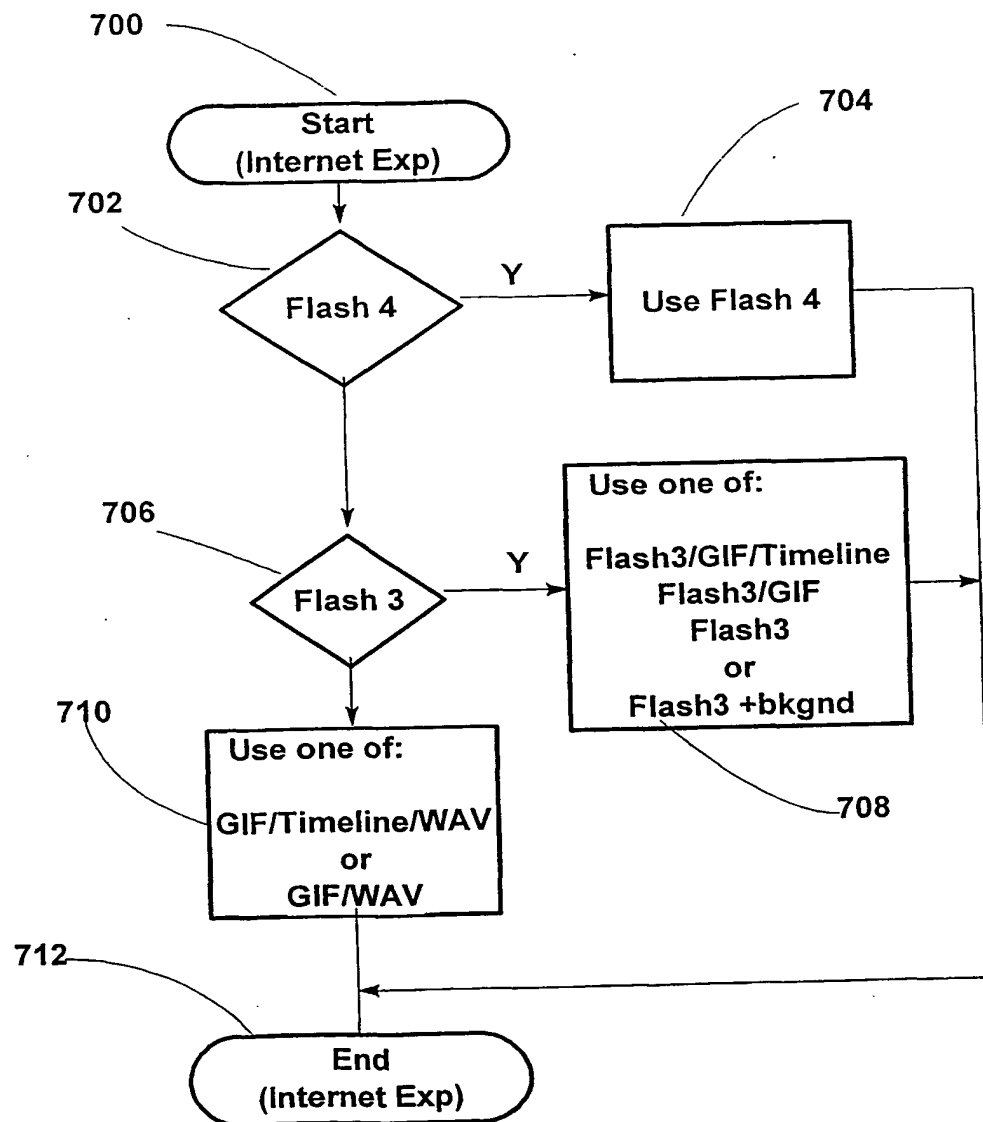 700
Start
(Internet Exp)
704
702
Flash 4
Y
Use Flash 4
706
Flash 3
Y
Use one of:
Flash3/GIF/Timeline
Flash3/GIF
Flash3
or
Flash3 +bkgnd
710
Use one of:
GIF/Timeline/WAV
or
GIF/WAV
708
712
End
(Internet Exp)